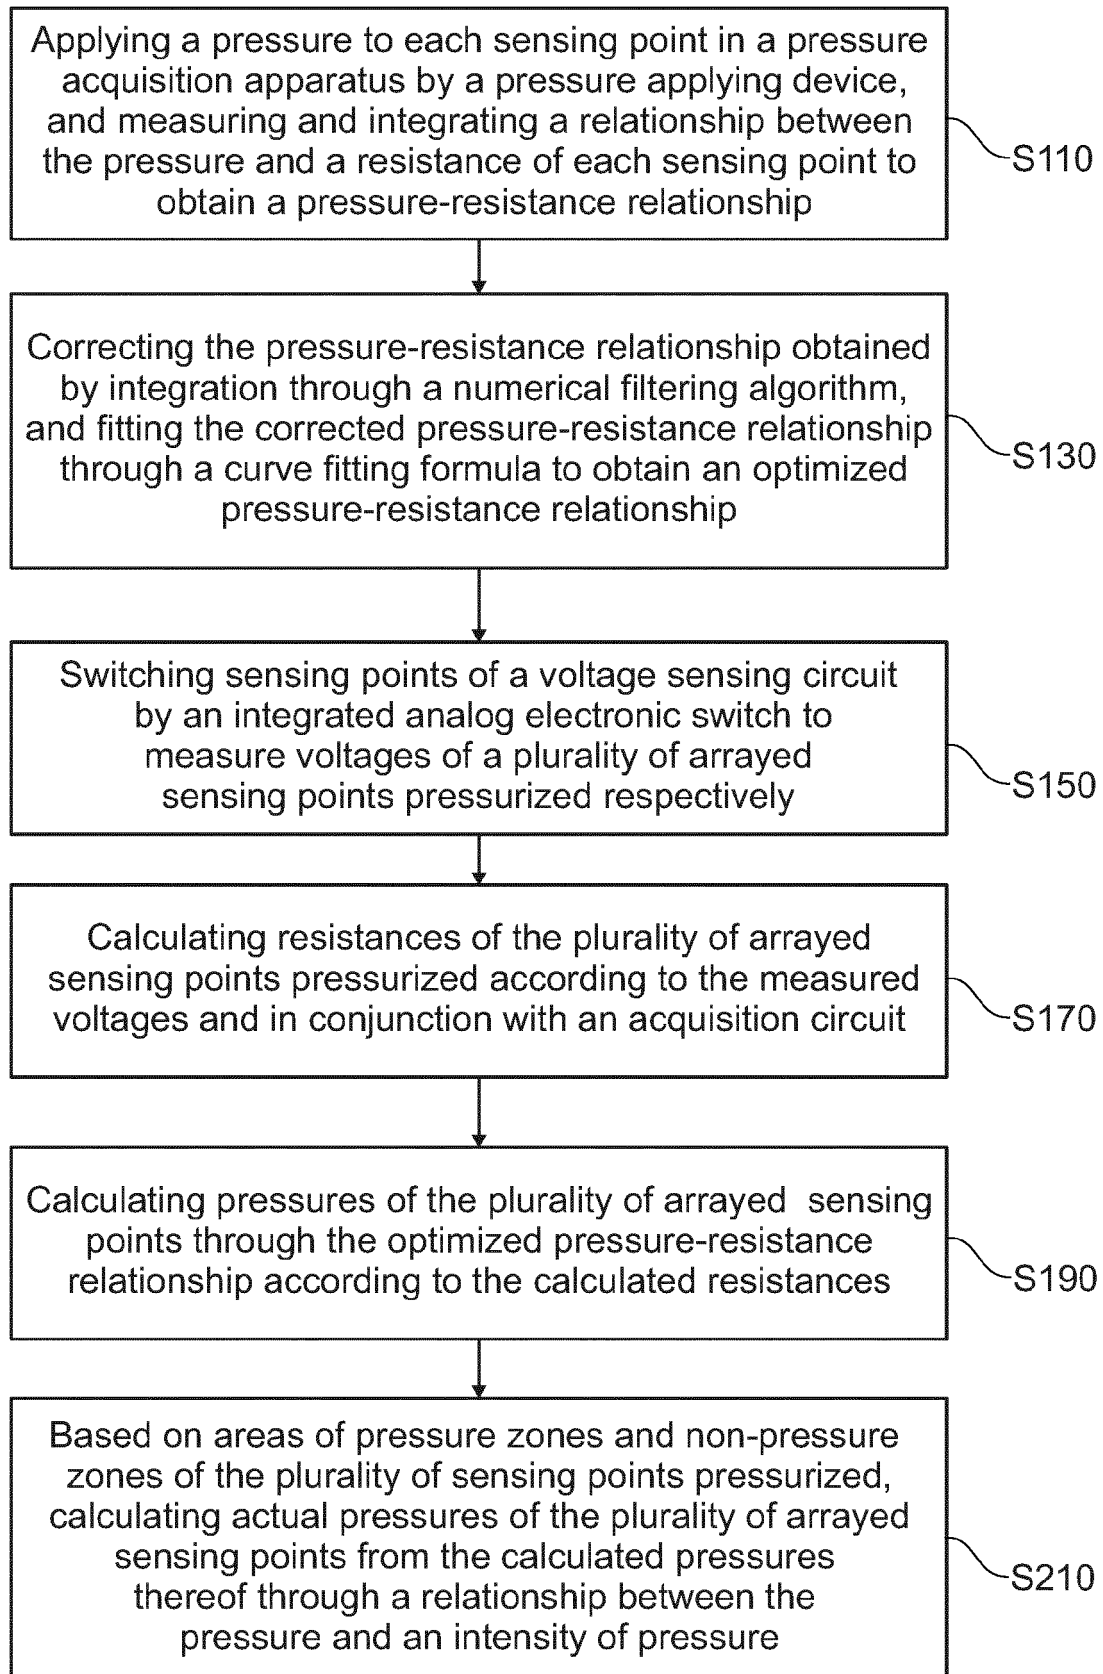 Applying a pressure to each sensing point in a pressure
acquisition apparatus by a pressure applying device,
and measuring and integrating a relationship between
the pressure and a resistance of each sensing point to
obtain a pressure-resistance relationship
S110
Correcting the pressure-resistance relationship obtained
by integration through a numerical filtering algorithm,
and fitting the corrected pressure-resistance relationship
through a curve fitting formula to obtain an optimized
pressure-resistance relationship
S130
Switching sensing points of a voltage sensing circuit
by an integrated analog electronic switch to
measure voltages of a plurality of arrayed
sensing points pressurized respectively
S150
Calculating resistances of the plurality of arrayed
sensing points pressurized according to the measured
voltages and in conjunction with an acquisition circuit
S170
Calculating pressures of the plurality of arrayed sensing
points through the optimized pressure-resistance
relationship according to the calculated resistances
S190
Based on areas of pressure zones and non-pressure
zones of the plurality of sensing points pressurized,
calculating actual pressures of the plurality of arrayed
sensing points from the calculated pressures
thereof through a relationship between the
pressure and an intensity of pressure
S210